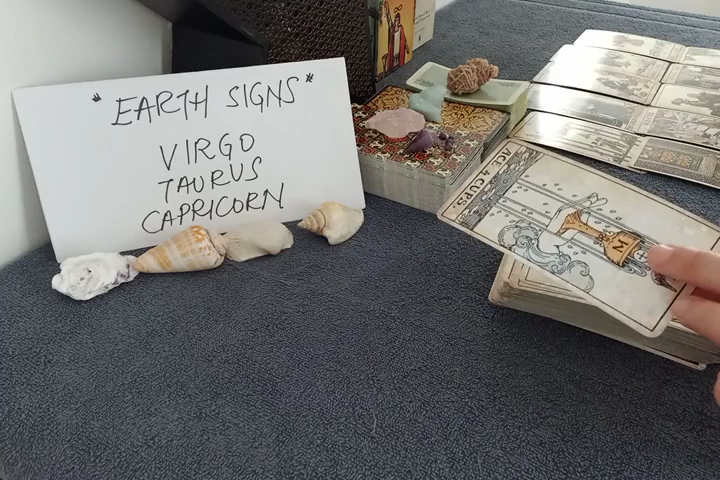 "EARTH SIGNS"
VIRGO
TAURUS
CAPRICORN
ACE of CUPS.